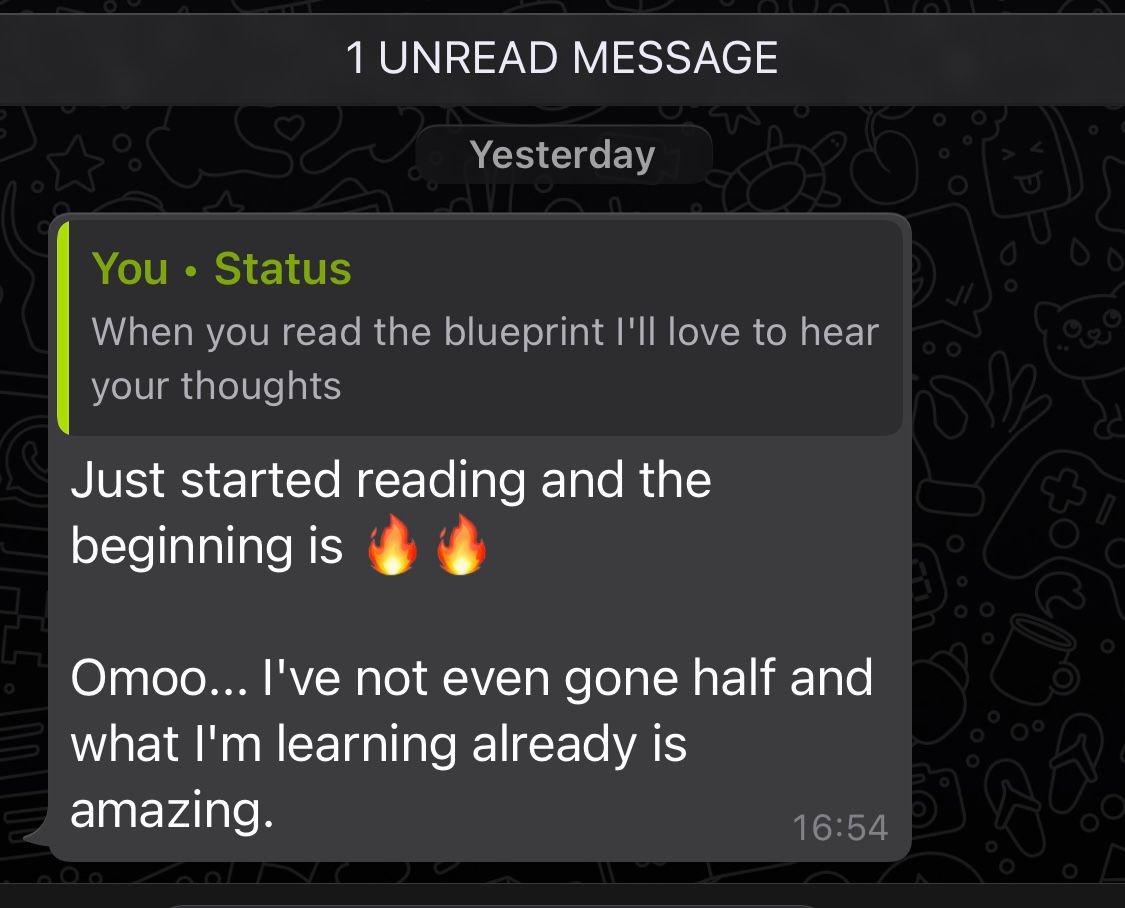 1 UNREAD MESSAGE
Yesterday
You • Status
When you read the blueprint I'll love to hear
your thoughts
Just started reading and the
beginning is 🔥🔥
Omoo... I've not even gone half and
what I'm learning already is
amazing.
16:54